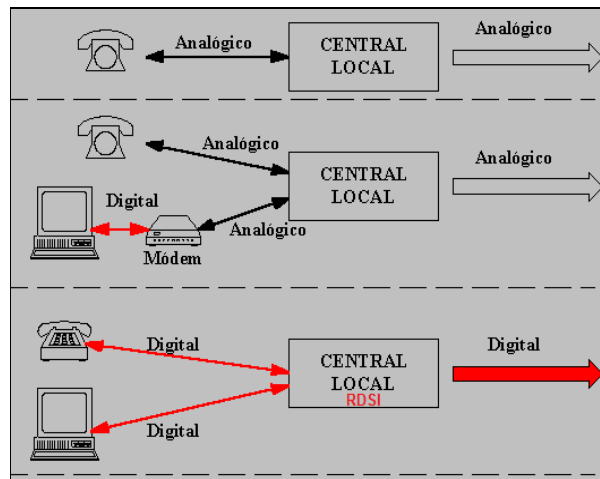 Analógico
CENTRAL
LOCAL
Analógico
Analógico
Digital
Módem
Analógico
CENTRAL
LOCAL
Analógico
Digital
Digital
CENTRAL
LOCAL
RDSI
Digital